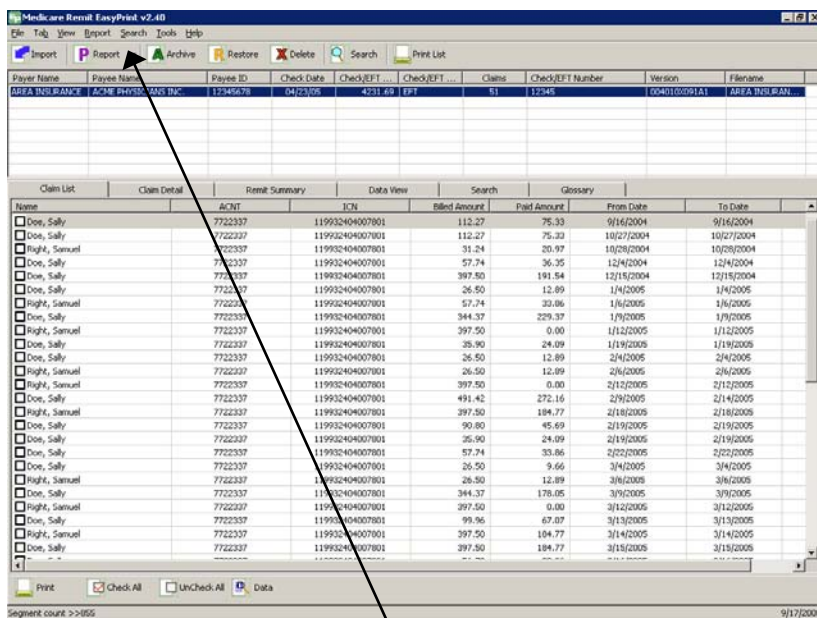 Medicare Remit EasyPrint v2.40
File Tab View Report Search Tools Help
Import Report Archive Restore Delete Search Print List
Payer Name Payee Name Payee ID Check Date Check/EFT ... Check/EFT ... Claims Check/EFT Number Version Filename
AREA INSURANCE ACME PHYSICIANS INC. 12345678 04/23/05 4231.69 EFT 51 12345 004010X091A1 AREA INSURAN...
Claim List Claim Detail Remit Summary Data View Search Glossary
Name ACNT ICN Billed Amount Paid Amount From Date To Date
Doe, Sally 7722337 119932404007801 112.27 75.33 9/16/2004 9/16/2004
Doe, Sally 7722337 119932404007801 112.27 75.33 10/27/2004 10/27/2004
Right, Samuel 7722337 119932404007801 31.24 20.97 10/28/2004 10/28/2004
Doe, Sally 7722337 119932404007801 57.74 36.35 12/4/2004 12/4/2004
Doe, Sally 7722337 119932404007801 397.50 191.54 12/15/2004 12/15/2004
Doe, Sally 7722337 119932404007801 26.50 12.89 1/4/2005 1/4/2005
Right, Samuel 7722337 119932404007801 57.74 33.86 1/6/2005 1/6/2005
Doe, Sally 7722337 119932404007801 344.37 229.37 1/9/2005 1/9/2005
Right, Samuel 7722337 119932404007801 397.50 0.00 1/12/2005 1/12/2005
Doe, Sally 7722337 119932404007801 35.90 24.09 1/19/2005 1/19/2005
Doe, Sally 7722337 119932404007801 26.50 12.89 2/4/2005 2/4/2005
Right, Samuel 7722337 119932404007801 26.50 12.89 2/6/2005 2/6/2005
Right, Samuel 7722337 119932404007801 397.50 0.00 2/12/2005 2/12/2005
Doe, Sally 7722337 119932404007801 491.42 272.16 2/9/2005 2/14/2005
Right, Samuel 7722337 119932404007801 397.50 184.77 2/18/2005 2/18/2005
Doe, Sally 7722337 119932404007801 90.80 45.69 2/19/2005 2/19/2005
Doe, Sally 7722337 119932404007801 35.90 24.09 2/19/2005 2/19/2005
Doe, Sally 7722337 119932404007801 57.74 33.86 2/22/2005 2/22/2005
Doe, Sally 7722337 119932404007801 26.50 9.66 3/4/2005 3/4/2005
Right, Samuel 7722337 119932404007801 26.50 12.89 3/6/2005 3/6/2005
Doe, Sally 7722337 119932404007801 344.37 178.05 3/9/2005 3/9/2005
Right, Samuel 7722337 119932404007801 397.50 0.00 3/12/2005 3/12/2005
Doe, Sally 7722337 119932404007801 99.96 67.07 3/13/2005 3/13/2005
Right, Samuel 7722337 119932404007801 397.50 184.77 3/14/2005 3/14/2005
Doe, Sally 7722337 119932404007801 397.50 184.77 3/15/2005 3/15/2005
Print Check All UnCheck All Data
Segment count >>855